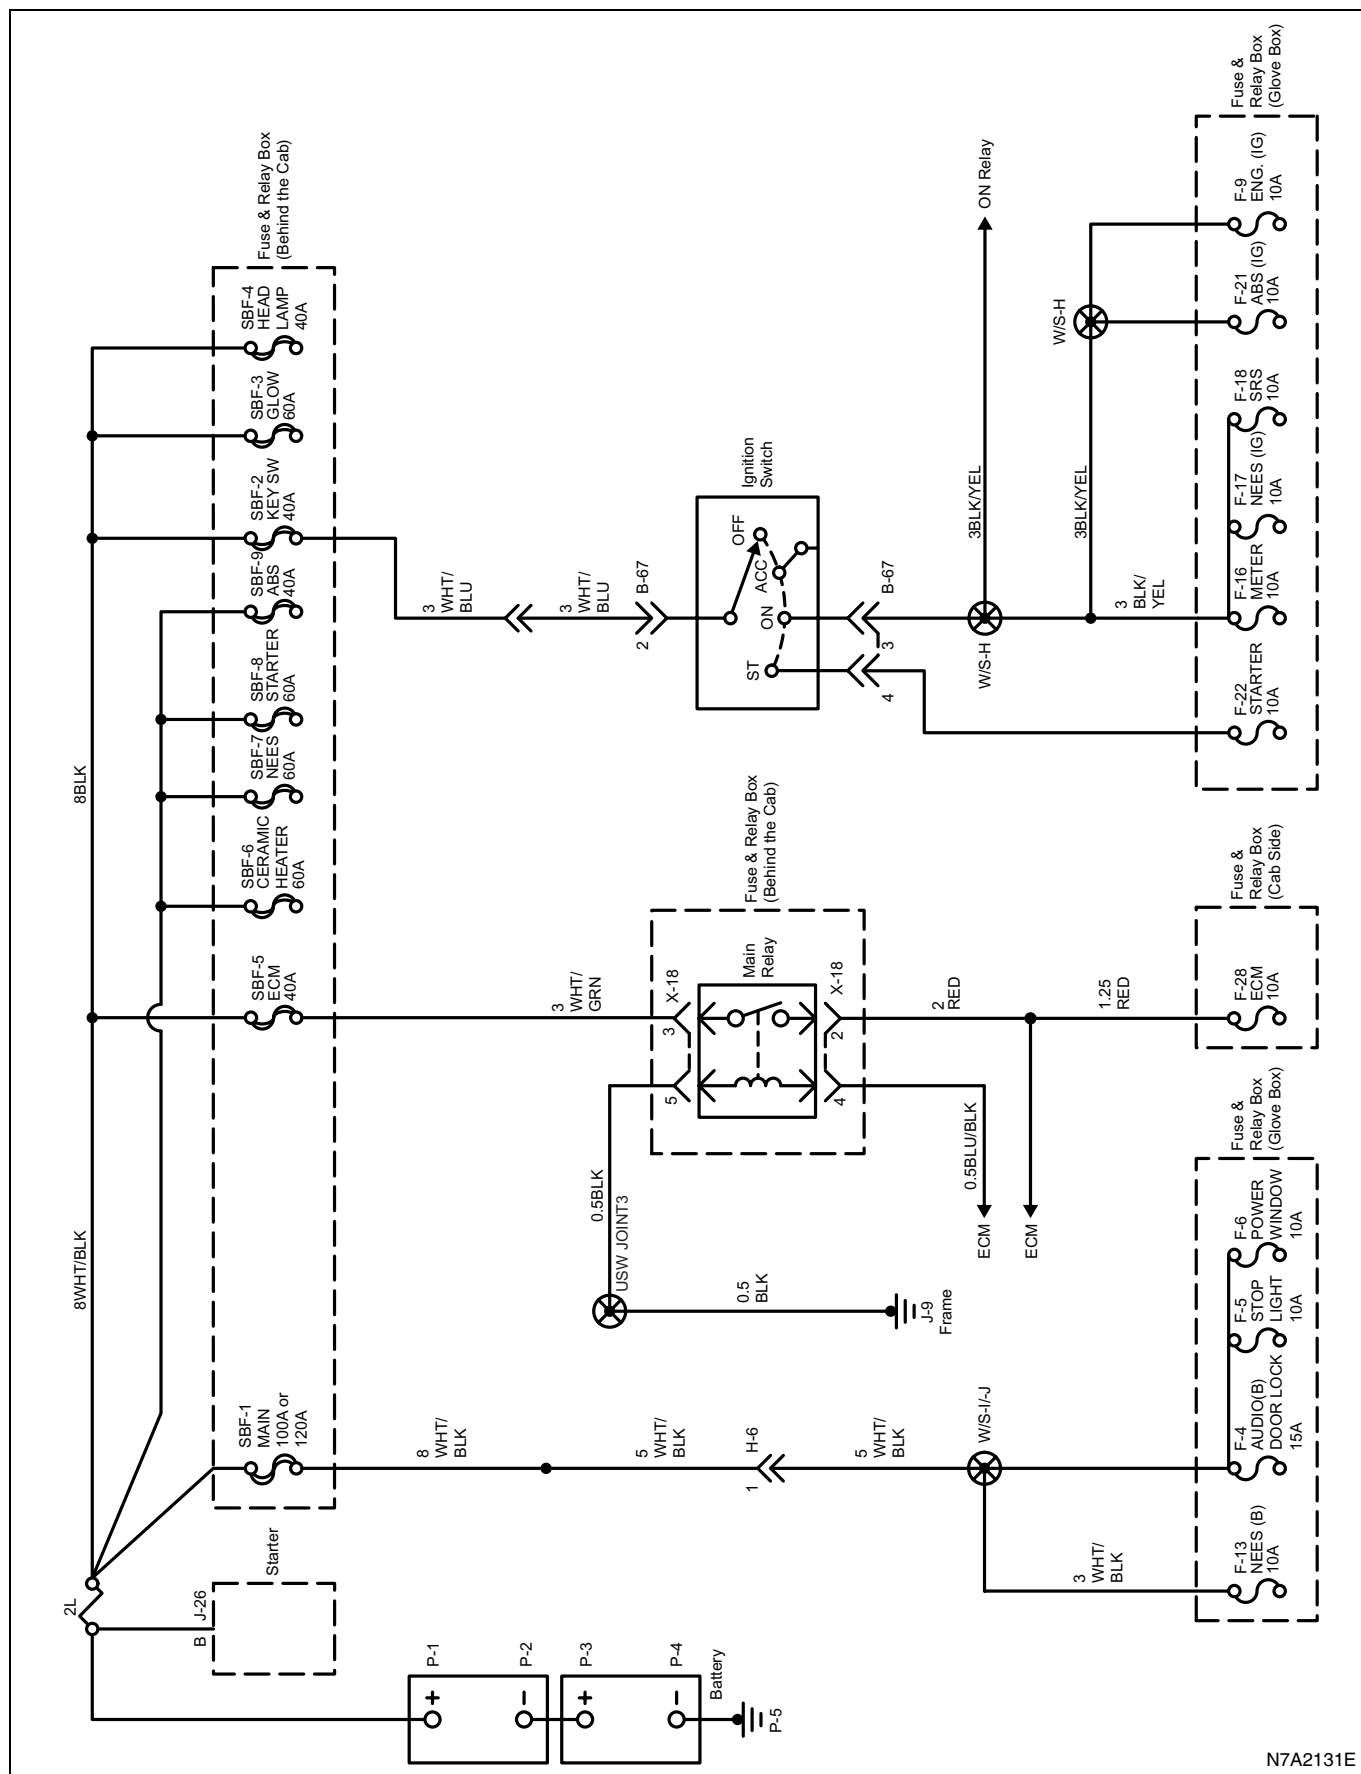 2L
B
J-26
Starter
8WHT/BLK
8BLK
P-1
P-2
P-3
P-4
Battery
P-5
SBF-1
MAIN
100A or
120A
SBF-5
ECM
40A
SBF-6
CERAMIC
HEATER
60A
SBF-7
NEES
60A
SBF-8
STARTER
60A
SBF-9
ABS
40A
SBF-2
KEY SW
40A
SBF-3
GLOW
60A
SBF-4
HEAD
LAMP
40A
Fuse & Relay Box
(Behind the Cab)
8
WHT/
BLK
5
WHT/
BLK
1
H-6
5
WHT/
BLK
W/S-I/-J
3
WHT/
BLK
0.5BLK
USW JOINT3
0.5
BLK
J-9
Frame
3
WHT/
GRN
5
3
X-18
Main
Relay
4
2
X-18
Fuse & Relay Box
(Behind the Cab)
0.5BLU/BLK
ECM
ECM
2
RED
1.25
RED
3
WHT/
BLU
3
WHT/
BLU
2
B-67
Ignition
Switch
ST
ON
ACC
OFF
4
3
B-67
W/S-H
3BLK/YEL
ON Relay
3BLK/YEL
W/S-H
3
BLK/
YEL
F-13
NEES (B)
10A
F-4
AUDIO(B)
DOOR LOCK
15A
F-5
STOP
LIGHT
10A
F-6
POWER
WINDOW
10A
Fuse &
Relay Box
(Glove Box)
F-28
ECM
10A
Fuse &
Relay Box
(Cab Side)
F-22
STARTER
10A
F-16
METER
10A
F-17
NEES (IG)
10A
F-18
SRS
10A
F-21
ABS (IG)
10A
F-9
ENG. (IG)
10A
Fuse &
Relay Box
(Glove Box)
N7A2131E